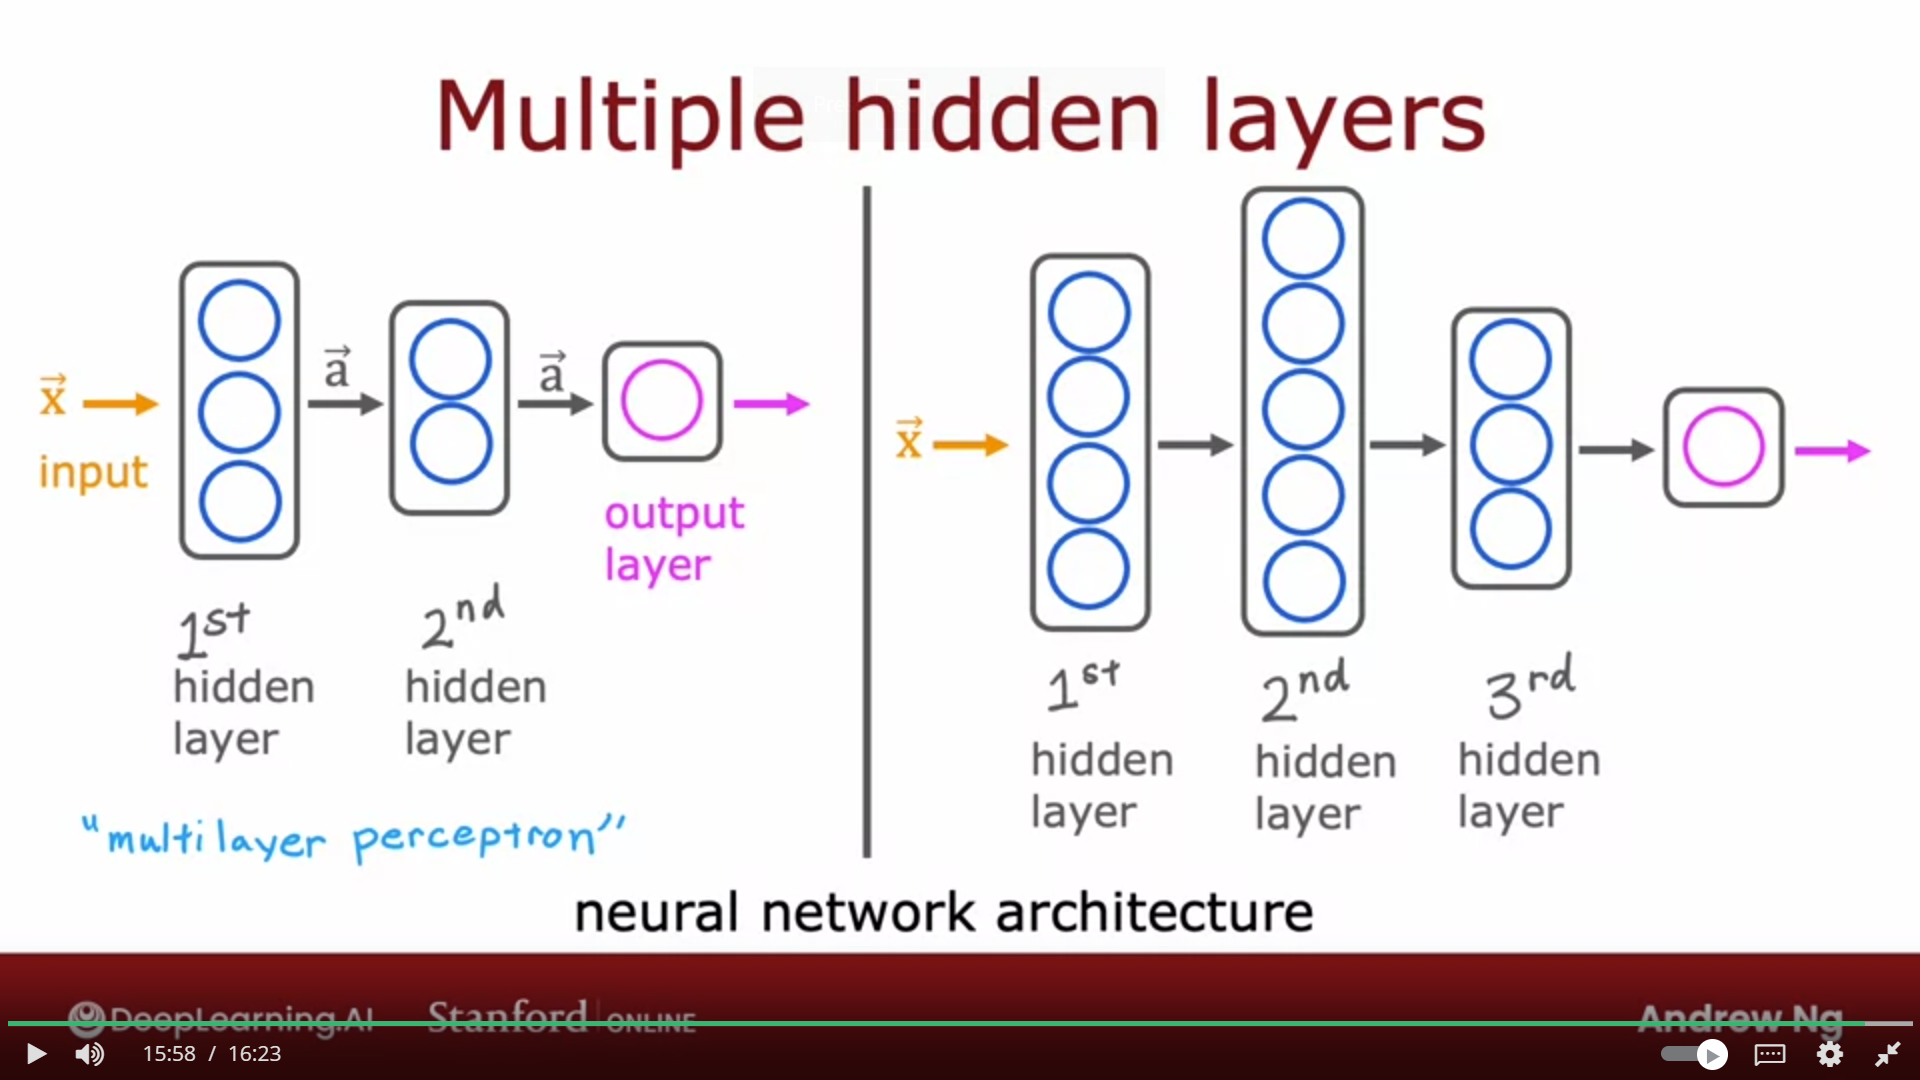 Multiple hidden layers
x⃗
input
a⃗
a⃗
output
layer
1st
hidden
layer
2nd
hidden
layer
"multilayer perceptron"
x⃗
1st
hidden
layer
2nd
hidden
layer
3rd
hidden
layer
neural network architecture
DeepLearning.AI
Stanford ONLINE
Andrew Ng
15:58 / 16:23